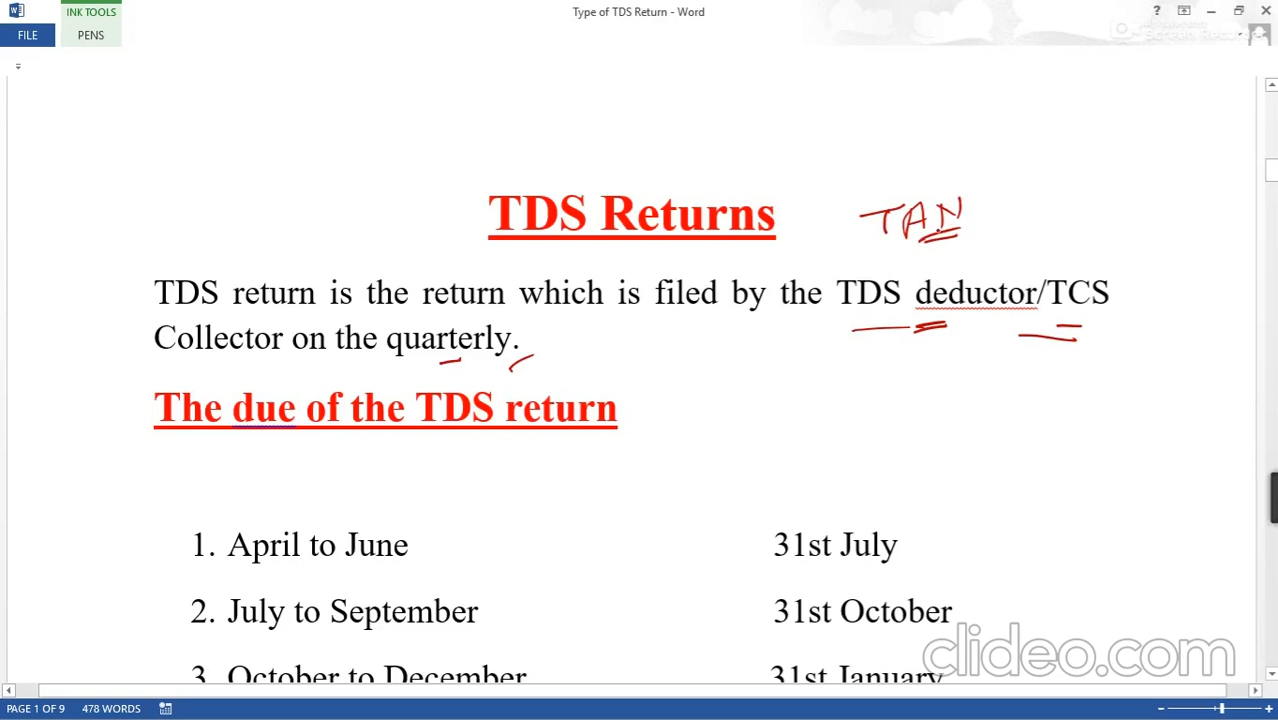 INK TOOLS
Type of TDS Return - Word
?
FILE
PENS
TDS Returns
TAN
TDS return is the return which is filed by the TDS deductor/TCS
Collector on the quarterly.
The due of the TDS return
1. April to June 31st July
2. July to September 31st October
3. October to December 31st January
clideo.com
PAGE 1 OF 9 478 WORDS